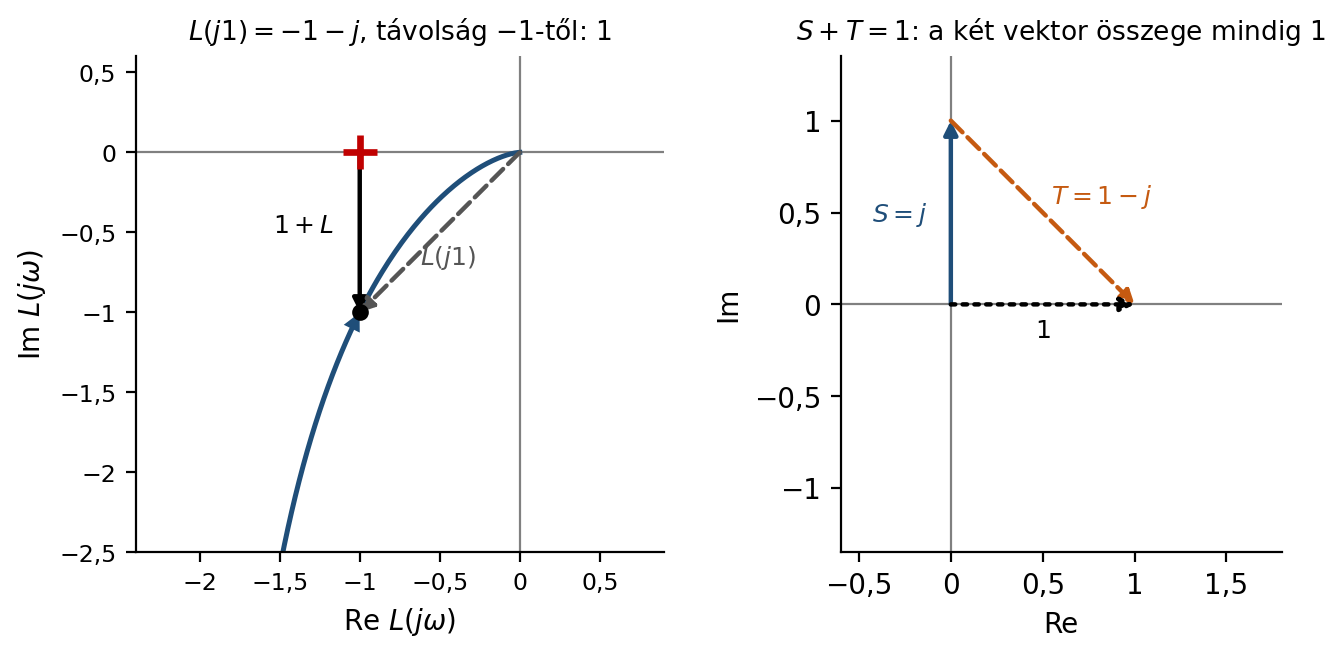 L(j1) = −1 − j, távolság −1-től: 1
0,5
0
−0,5
−1
−1,5
−2
−2,5
−2
−1,5
−1
−0,5
0
0,5
Re L(jω)
Im L(jω)
1 + L
L(j1)
S + T = 1: a két vektor összege mindig 1
1
0,5
0
−0,5
−1
−0,5
0
0,5
1
1,5
Re
Im
S = j
T = 1 − j
1